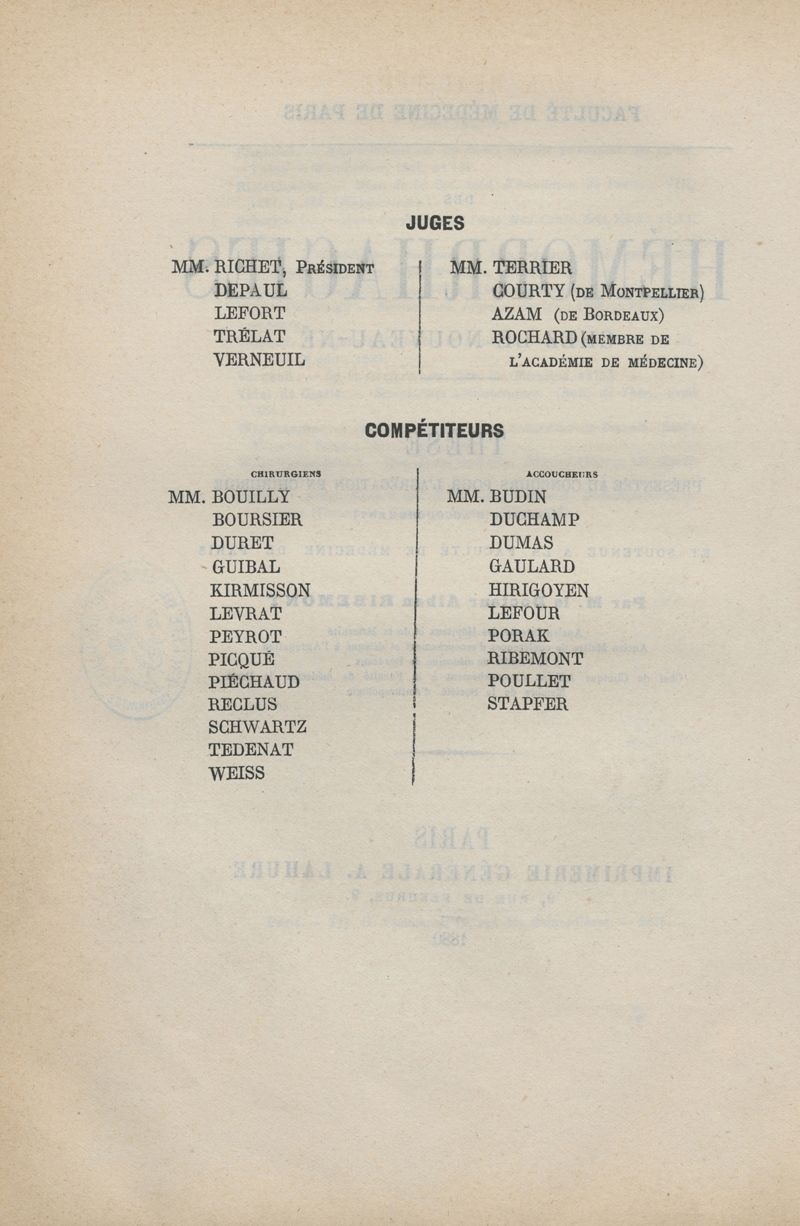 JUGES
MM. RICHET, PRÉSIDENT
DEPAUL
LEFORT
TRÉLAT
VERNEUIL
MM. TERRIER
COURTY (DE MONTPELLIER)
AZAM (DE BORDEAUX)
ROCHARD (MEMBRE DE
L'ACADÉMIE DE MÉDECINE)
COMPÉTITEURS
CHIRURGIENS
MM. BOUILLY
BOURSIER
DURET
GUIBAL
KIRMISSON
LEVRAT
PEYROT
PICQUÉ
PIÉCHAUD
RECLUS
SCHWARTZ
TEDENAT
WEISS
ACCOUCHEURS
MM. BUDIN
DUCHAMP
DUMAS
GAULARD
HIRIGOYEN
LEFOUR
PORAK
RIBEMONT
POULLET
STAPFER